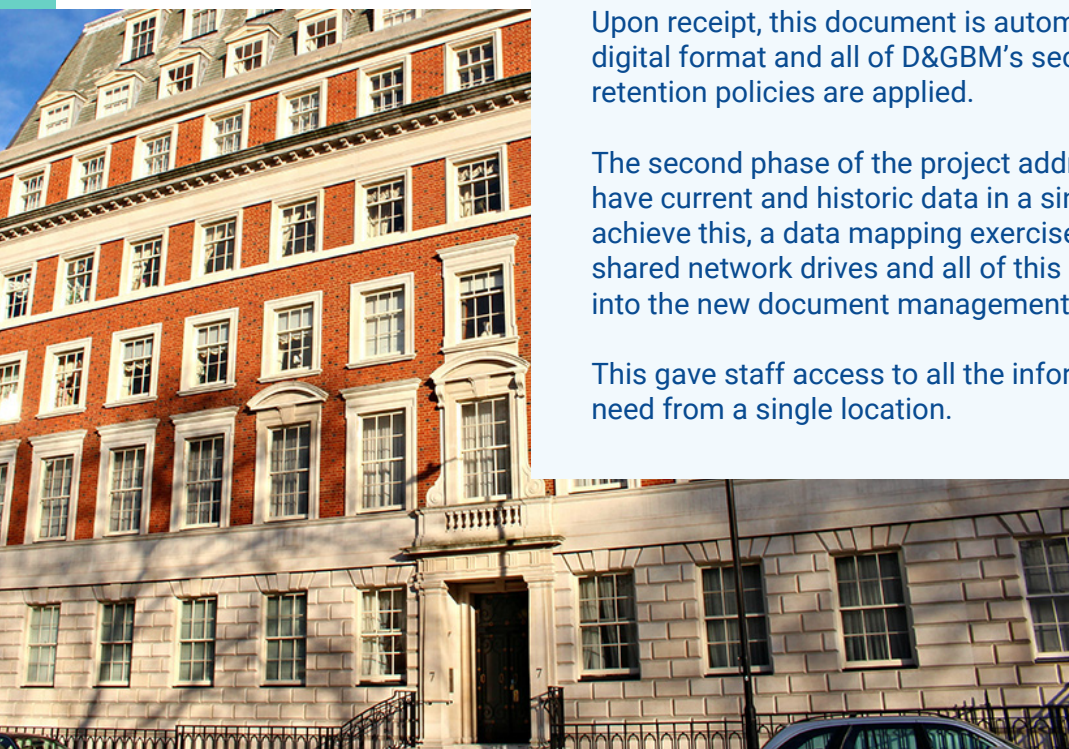 Upon receipt, this document is autom
digital format and all of D&GBM's sec
retention policies are applied.
The second phase of the project addr
have current and historic data in a sin
achieve this, a data mapping exercise
shared network drives and all of this
into the new document management
This gave staff access to all the infor
need from a single location.
7
7